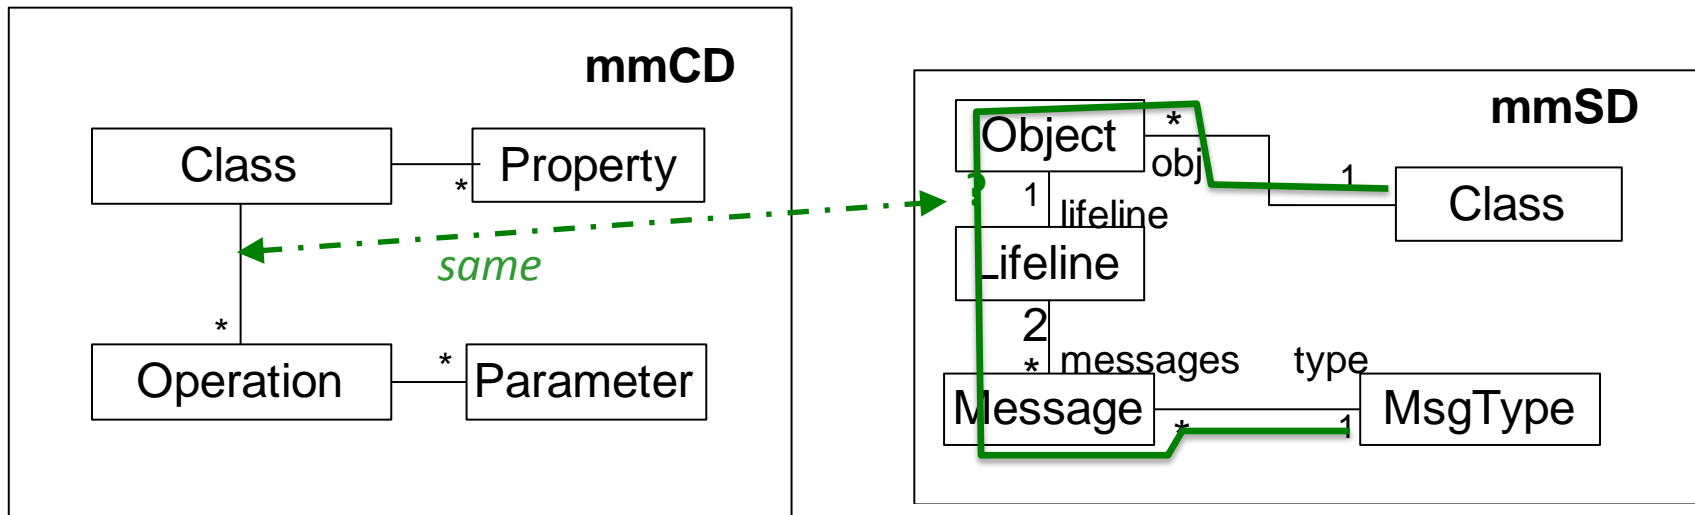 mmCD
Class
Property
*
same
*
Operation
*
Parameter
mmSD
Object
*
obj
1
Class
?
1
lifeline
Lifeline
2
*
messages
type
Message
*
1
MsgType